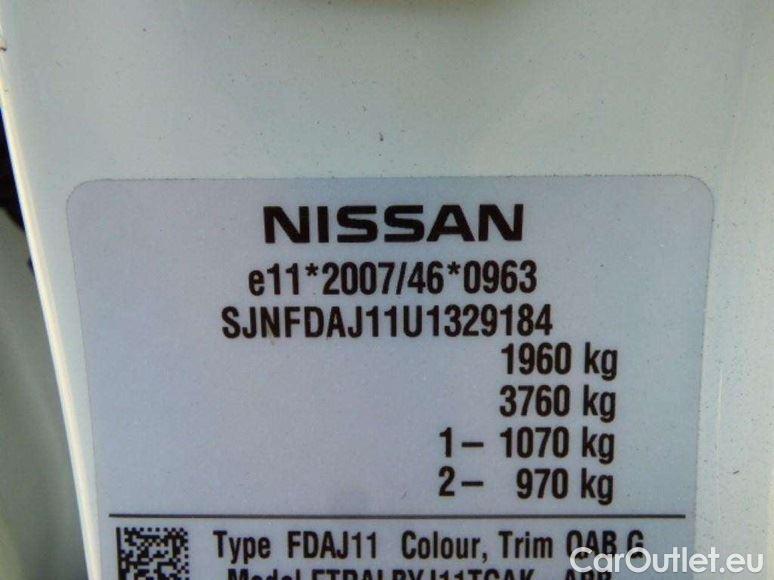 NISSAN
e11*2007/46*0963
SJNFDAJ11U1329184
1960 kg
3760 kg
1– 1070 kg
2– 970 kg
Type FDAJ11 Colour, Trim QAB G
CarOutlet.eu